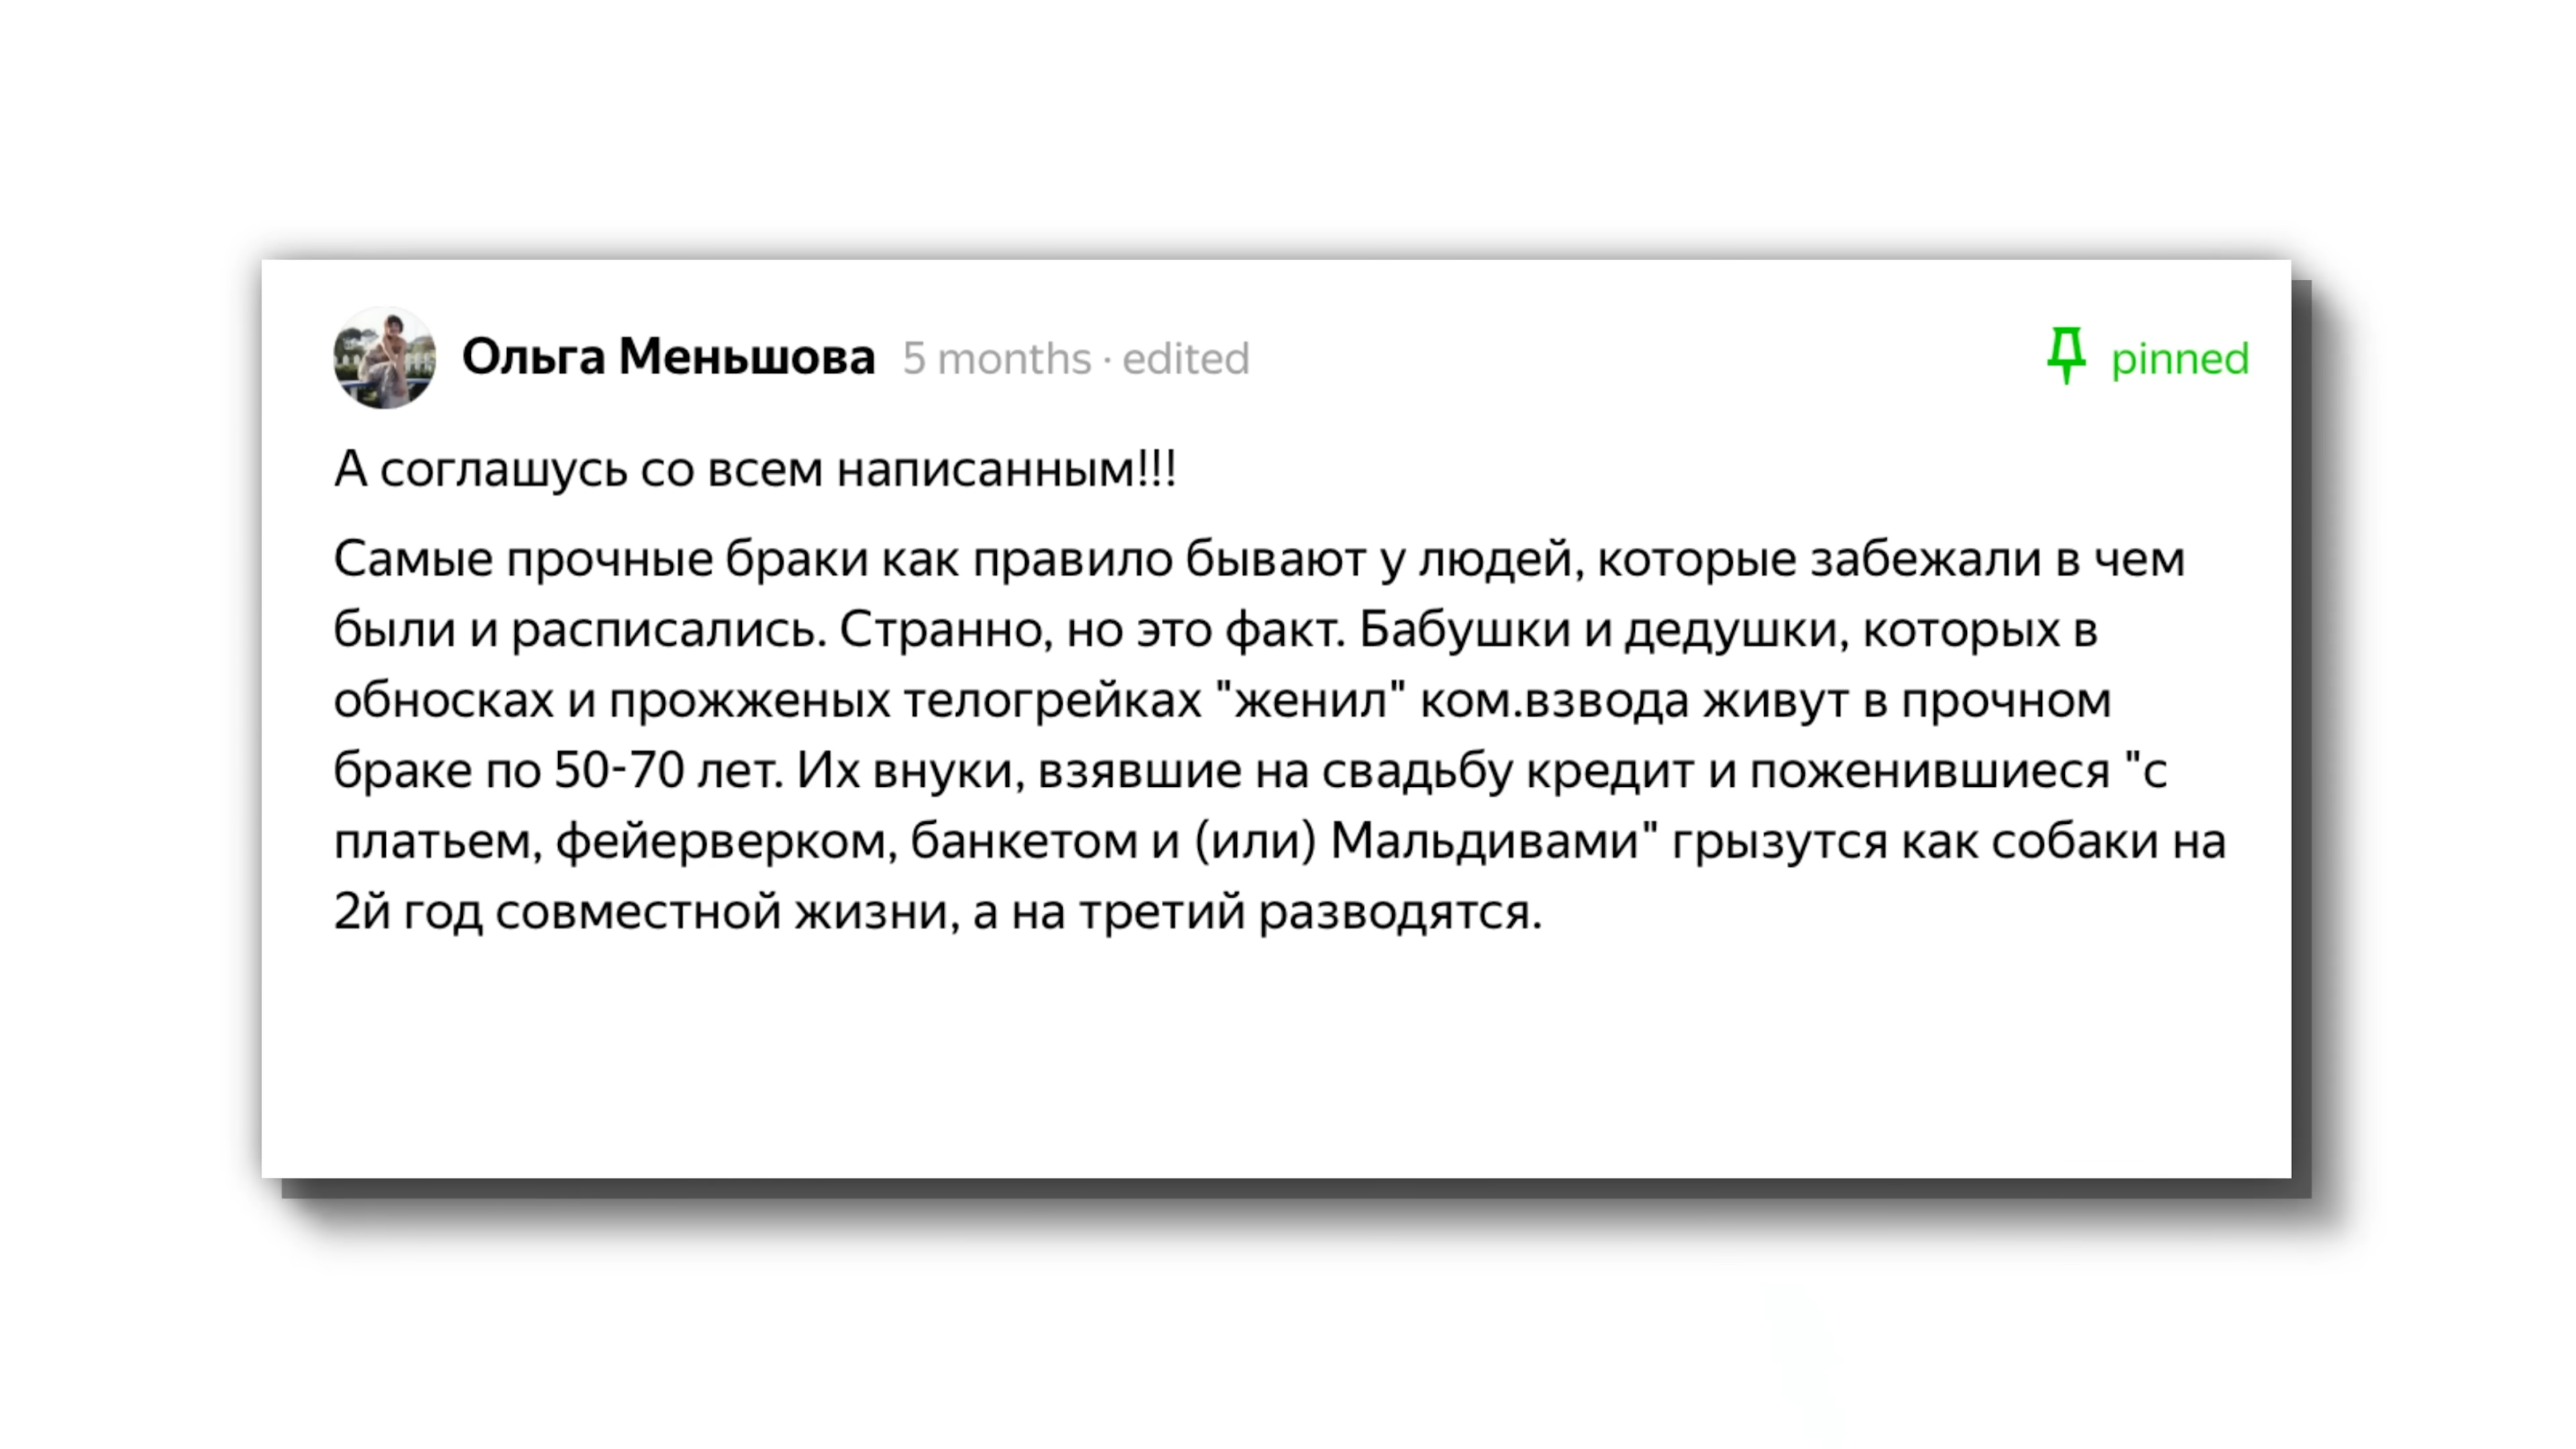 Ольга Меньшова 5 months · edited pinned
А соглашусь со всем написанным!!!
Самые прочные браки как правило бывают у людей, которые забежали в чем
были и расписались. Странно, но это факт. Бабушки и дедушки, которых в
обносках и прожженых телогрейках "женил" ком.взвода живут в прочном
браке по 50-70 лет. Их внуки, взявшие на свадьбу кредит и поженившиеся "с
платьем, фейерверком, банкетом и (или) Мальдивами" грызутся как собаки на
2й год совместной жизни, а на третий разводятся.